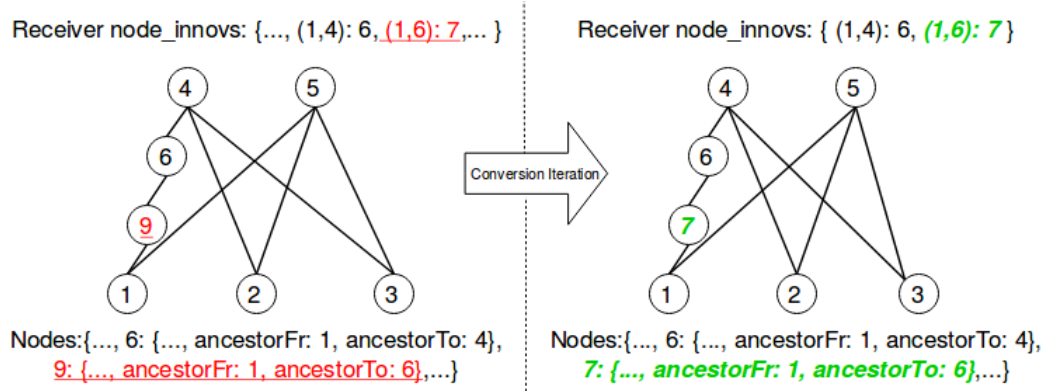 Receiver node_innovs: {..., (1,4): 6, (1,6): 7,... }
4
5
6
9
1
2
3
Nodes:{..., 6: {..., ancestorFr: 1, ancestorTo: 4},
9: {..., ancestorFr: 1, ancestorTo: 6},...}
Conversion Iteration
Receiver node_innovs: { (1,4): 6, (1,6): 7 }
4
5
6
7
1
2
3
Nodes:{..., 6: {..., ancestorFr: 1, ancestorTo: 4},
7: {..., ancestorFr: 1, ancestorTo: 6},...}